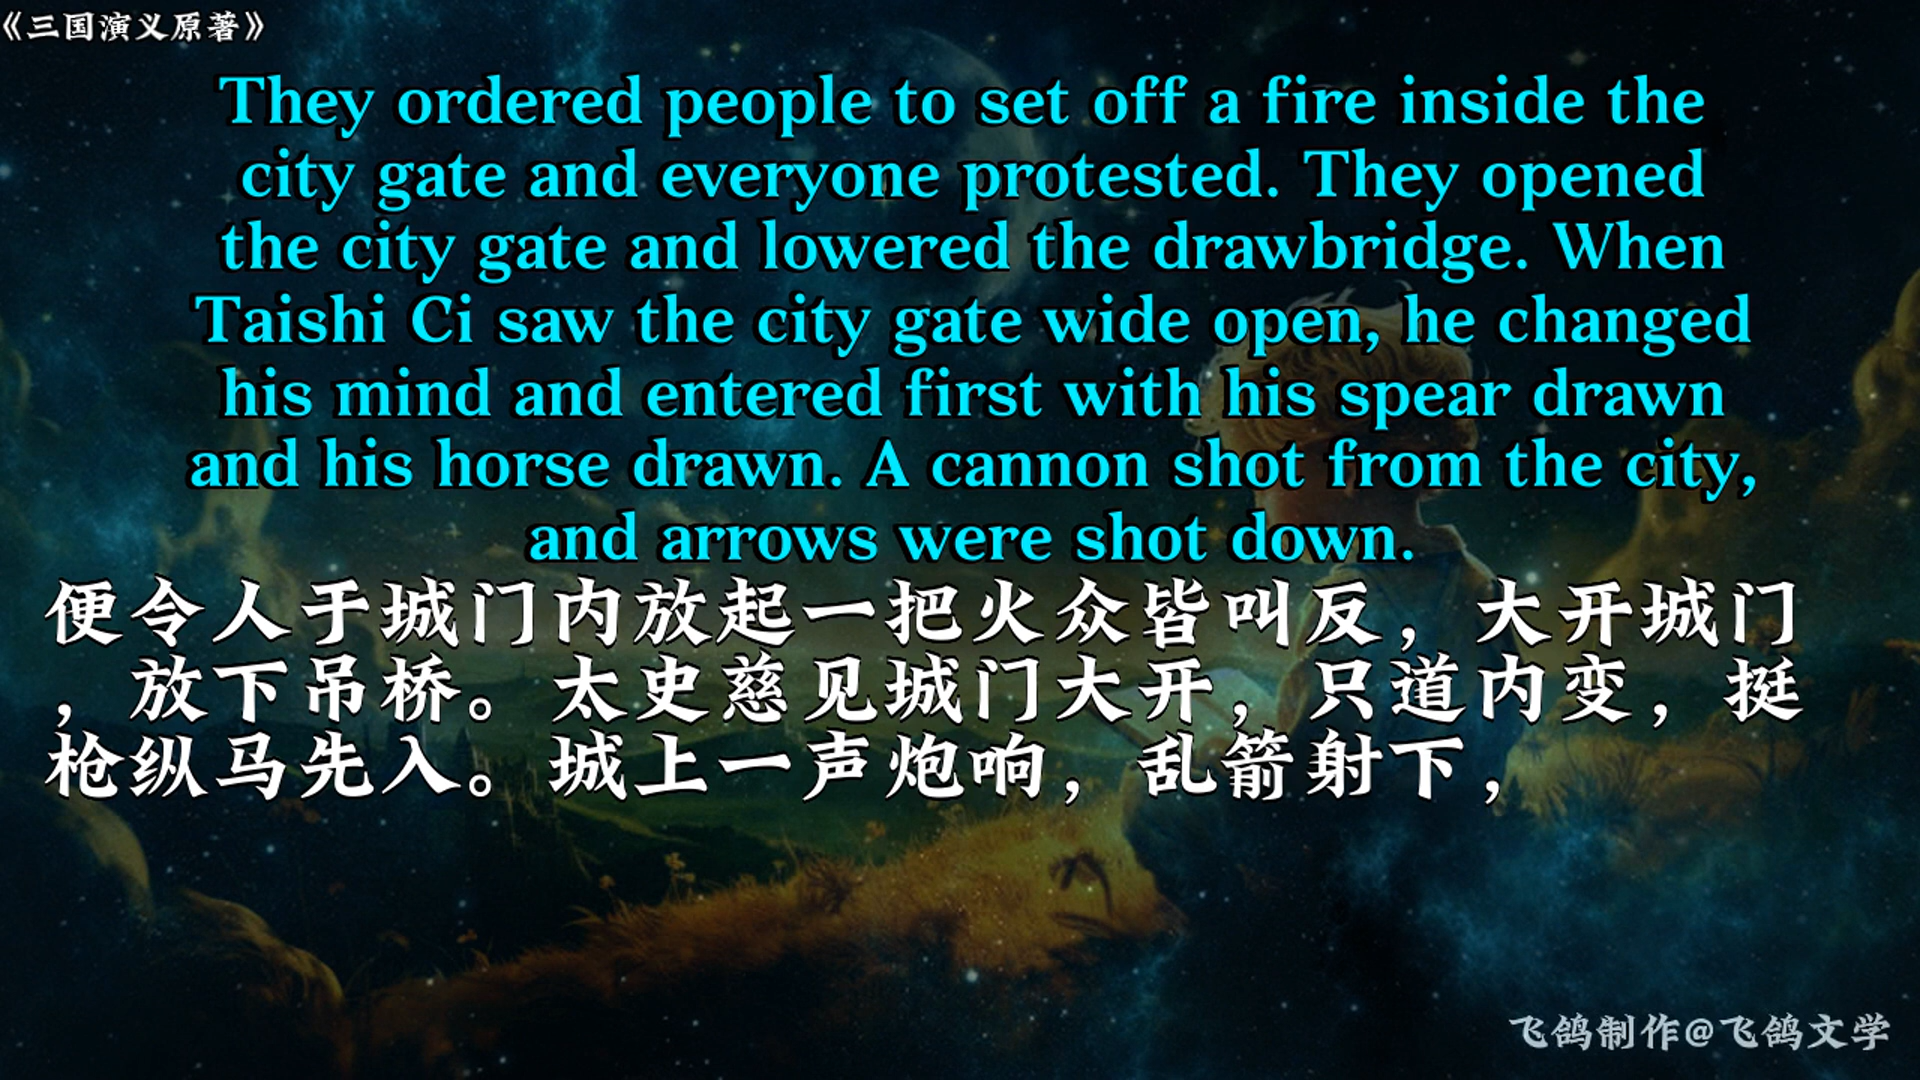 《三国演义原著》
They ordered people to set off a fire inside the
city gate and everyone protested. They opened
the city gate and lowered the drawbridge. When
Taishi Ci saw the city gate wide open, he changed
his mind and entered first with his spear drawn
and his horse drawn. A cannon shot from the city,
and arrows were shot down.
便令人于城门内放起一把火众皆叫反，大开城门
，放下吊桥。太史慈见城门大开，只道内变，挺
枪纵马先入。城上一声炮响，乱箭射下，
飞鸽制作@飞鸽文学